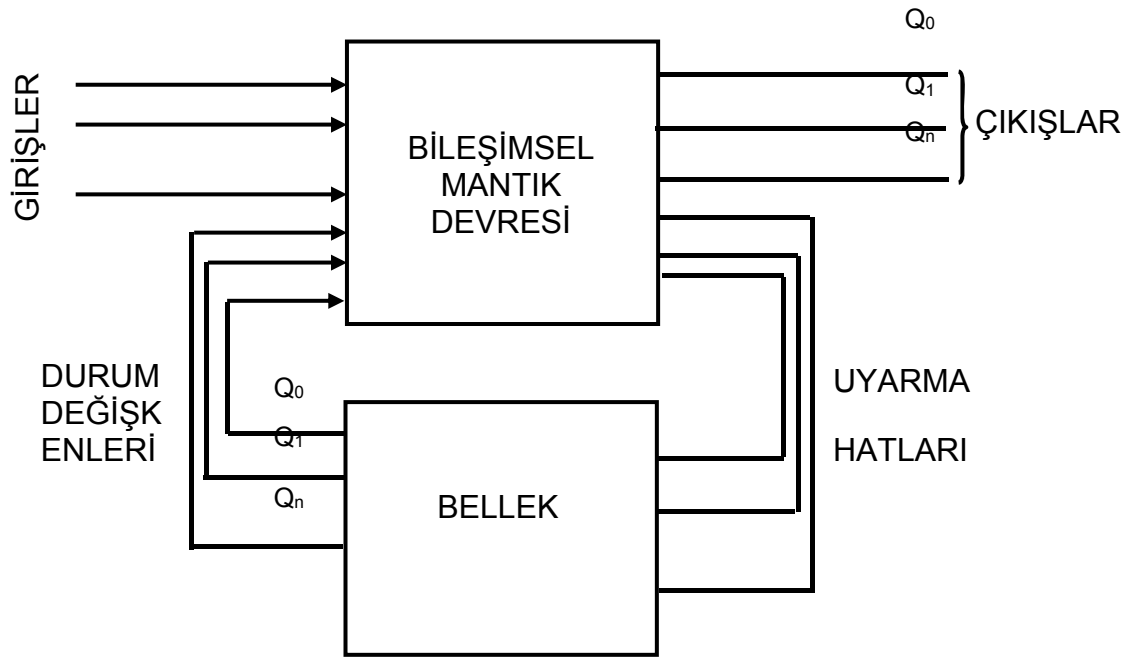 Q₀
Q₁
Qₙ
GİRİŞLER
BİLEŞİMSEL
MANTIK
DEVRESİ
ÇIKIŞLAR
DURUM
DEĞİŞK
ENLERİ
Q₀
Q₁
Qₙ
BELLEK
UYARMA
HATLARI